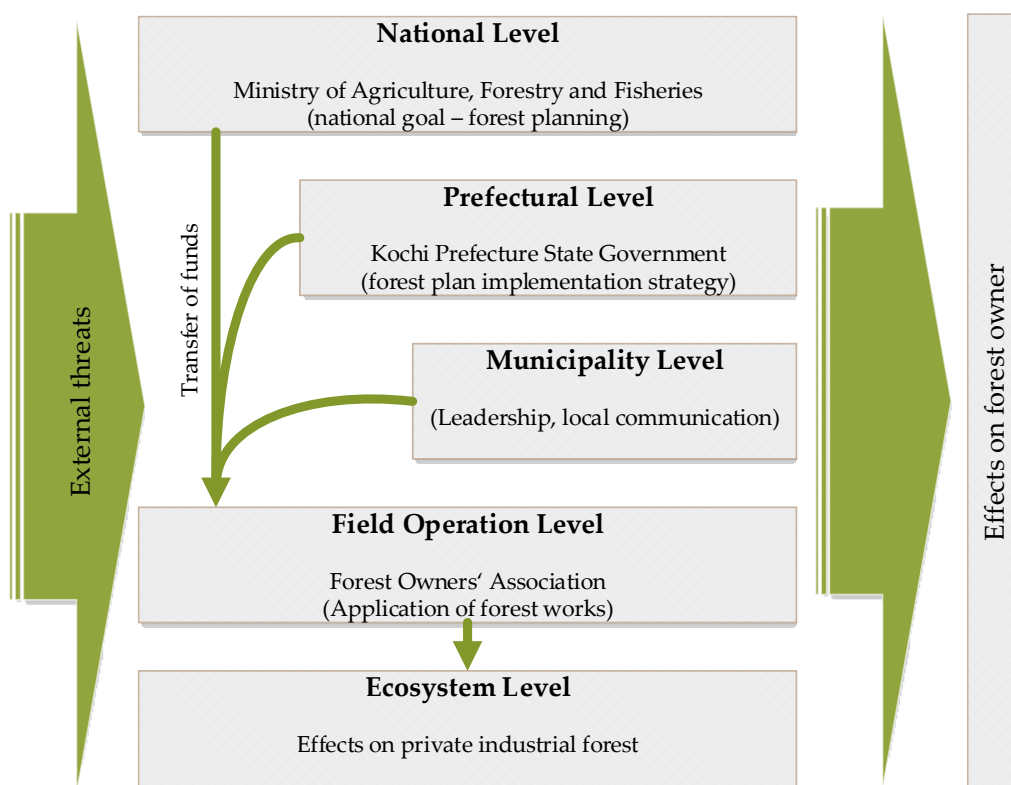 National Level
Ministry of Agriculture, Forestry and Fisheries
(national goal – forest planning)
Prefectural Level
Kochi Prefecture State Government
(forest plan implementation strategy)
Transfer of funds
Municipality Level
(Leadership, local communication)
External threats
Effects on forest owner
Field Operation Level
Forest Owners‘ Association
(Application of forest works)
Ecosystem Level
Effects on private industrial forest